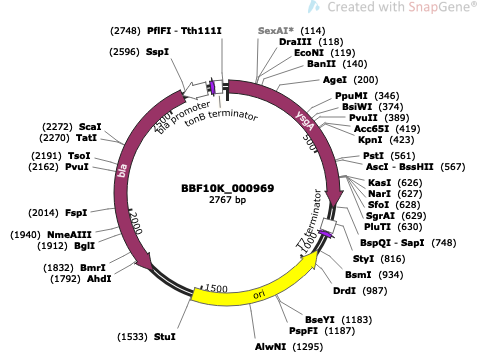 Created with SnapGene®
(2748) PflFI - Tth111I
SexAI* (114)
DraIII (118)
(2596) SspI
EcoNI (119)
BanII (140)
AgeI (200)
bla promoter
tonB terminator
PpuMI (346)
ysgA
BsiWI (374)
PvuII (389)
2500
Acc65I (419)
(2272) ScaI
KpnI (423)
(2270) TatI
500
(2191) TsoI
PstI (561)
(2162) PvuI
bla
AscI - BssHII (567)
KasI (626)
BBF10K_000969
NarI (627)
2767 bp
SfoI (628)
(2014) FspI
SgrAI (629)
2000
T7 terminator
PluTI (630)
(1940) NmeAIII
BspQI - SapI (748)
(1912) BglI
1000
StyI (816)
(1832) BmrI
BsmI (934)
(1792) AhdI
DrdI (987)
1500
ori
BseYI (1183)
(1533) StuI
PspFI (1187)
AlwNI (1295)